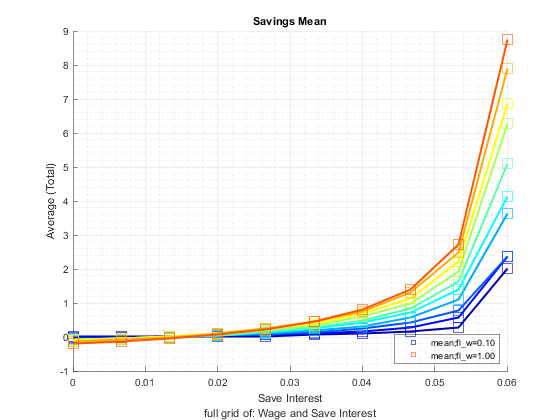 Savings Mean
9
8
7
6
5
4
3
2
1
0
-1
Average (Total)
mean;fl_w=0.10
mean;fl_w=1.00
0 0.01 0.02 0.03 0.04 0.05 0.06
Save Interest
full grid of: Wage and Save Interest